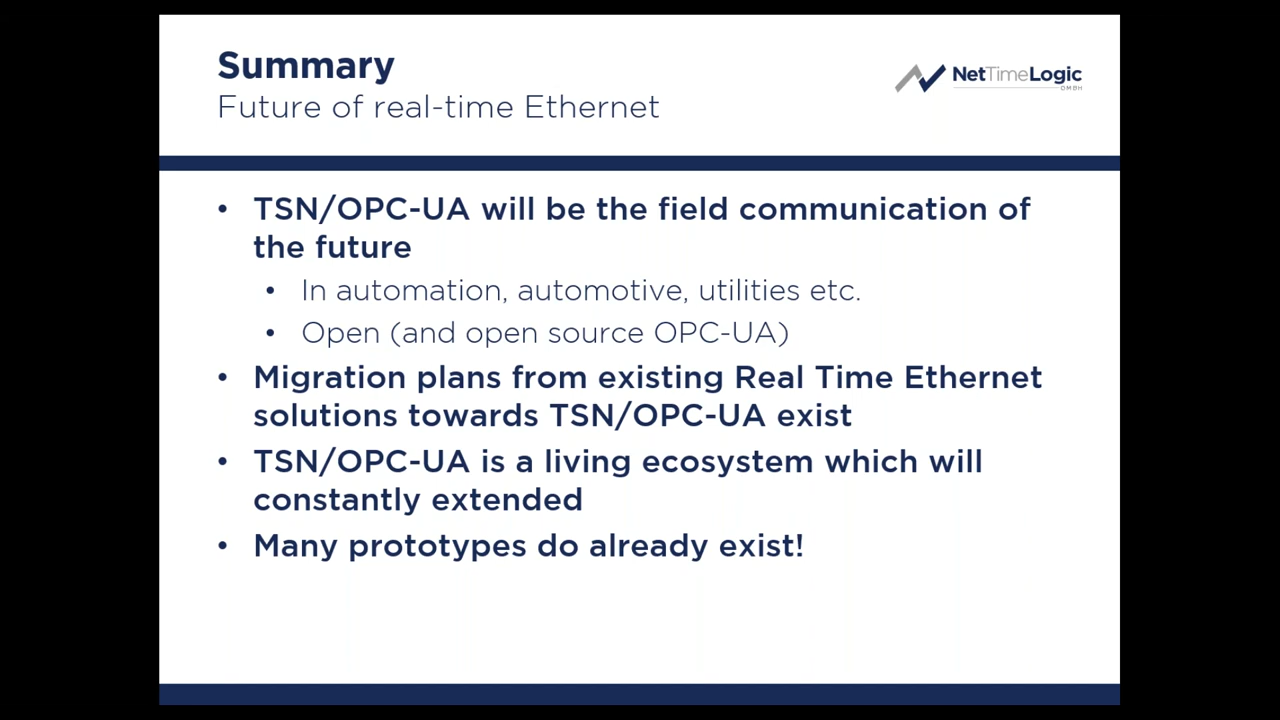 Summary
Future of real-time Ethernet
NetTimeLogic
GMBH
• TSN/OPC-UA will be the field communication of
the future
• In automation, automotive, utilities etc.
• Open (and open source OPC-UA)
• Migration plans from existing Real Time Ethernet
solutions towards TSN/OPC-UA exist
• TSN/OPC-UA is a living ecosystem which will
constantly extended
• Many prototypes do already exist!